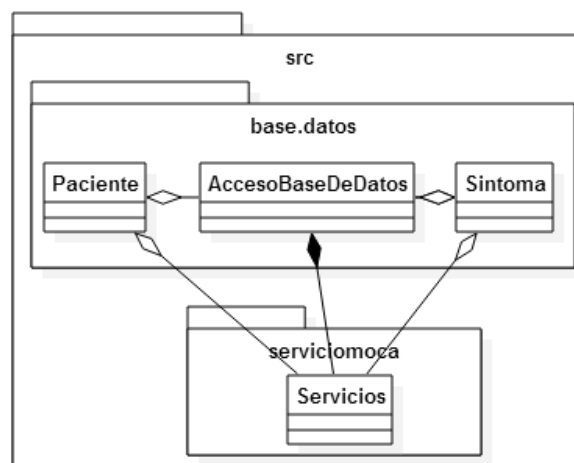 src
base.datos
Paciente
AccesoBaseDeDatos
Sintoma
serviciomoca
Servicios